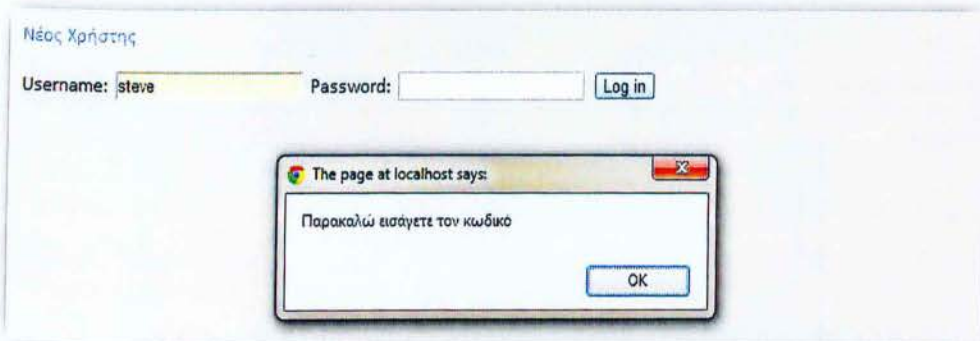 Νέος Χρήστης
Username: steve Password: Log in
The page at localhost says:
Παρακαλώ εισάγετε τον κωδικό
OK